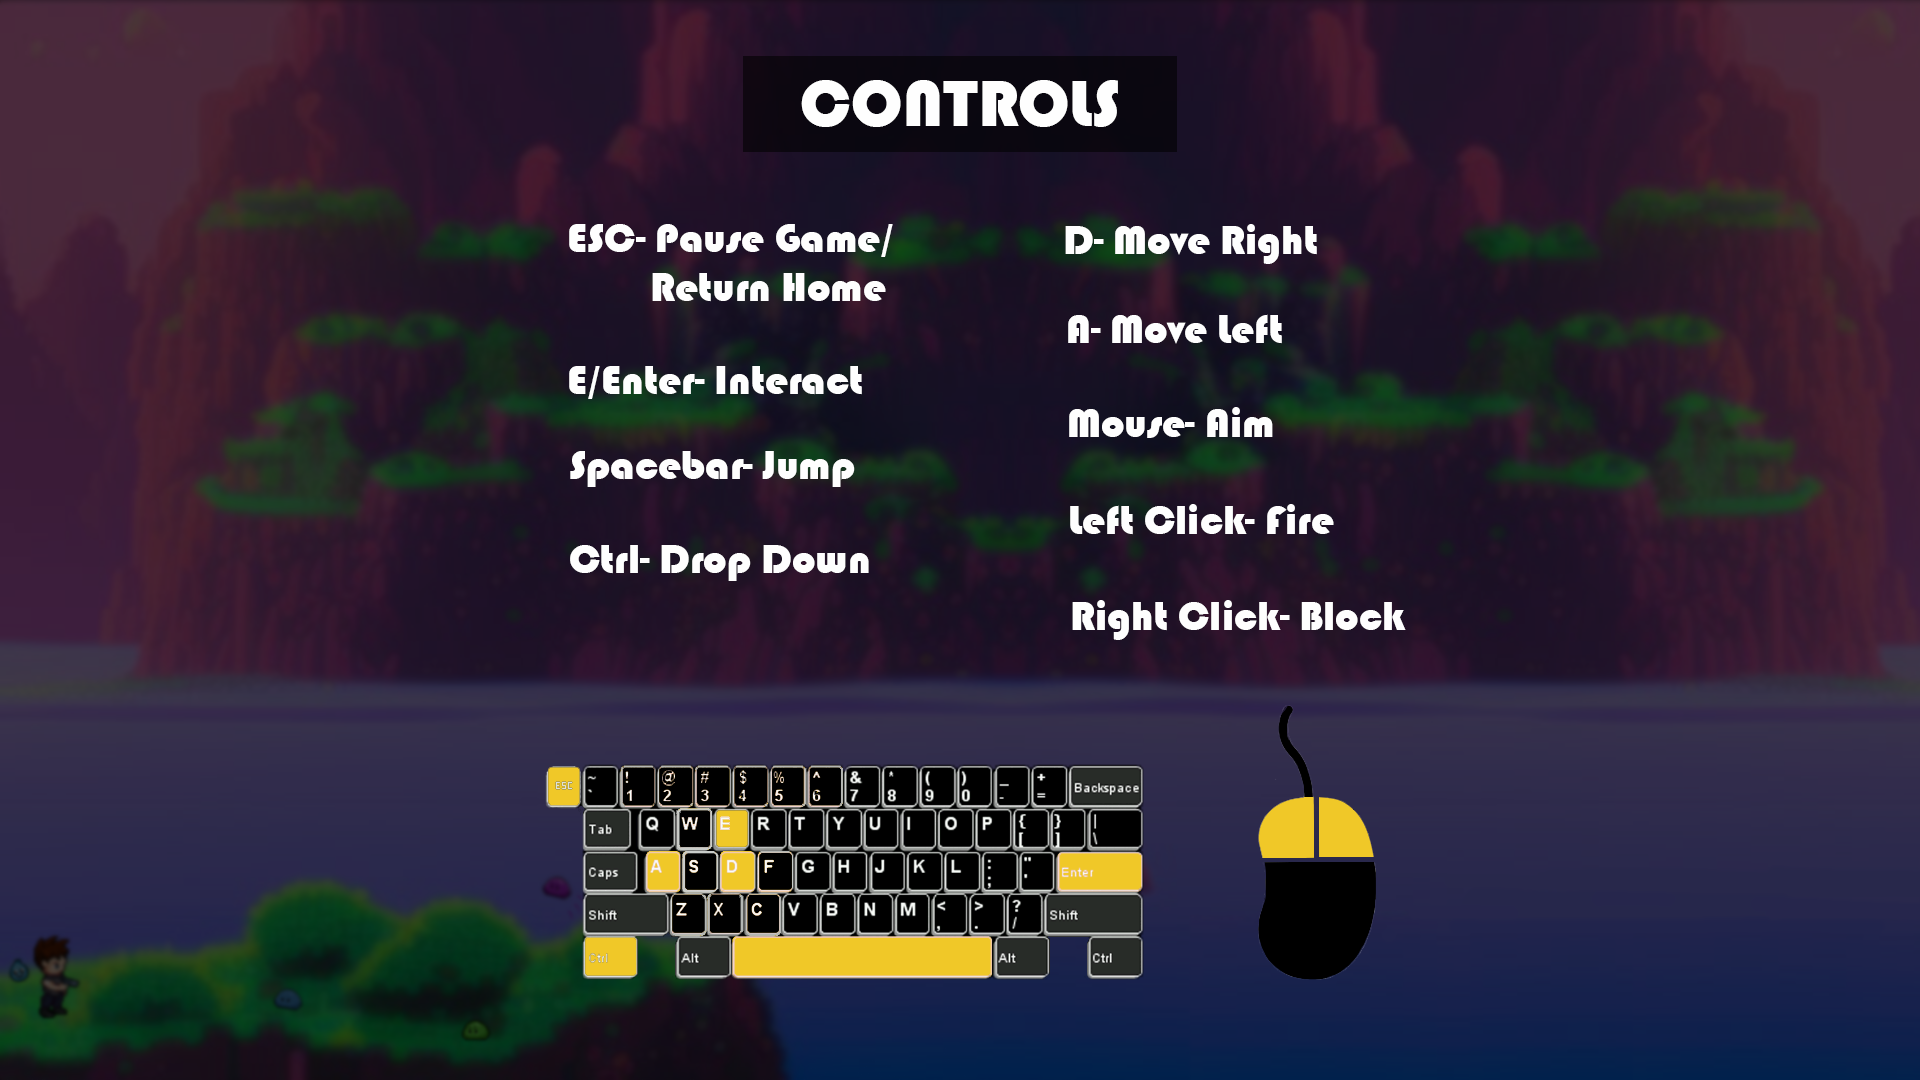 CONTROLS
ESC- Pause Game/
Return Home
E/Enter- Interact
Spacebar- Jump
Ctrl- Drop Down
D- Move Right
A- Move Left
Mouse- Aim
Left Click- Fire
Right Click- Block
ESC ~ ` ! 1 @ 2 # 3 $ 4 % 5 ^ 6 & 7 * 8 ( 9 ) 0 _ - + = Backspace
Tab Q W E R T Y U I O P { [ } ] | \
Caps A S D F G H J K L : ; " ' Enter
Shift Z X C V B N M < , > . ? / Shift
Ctrl Alt Alt Ctrl